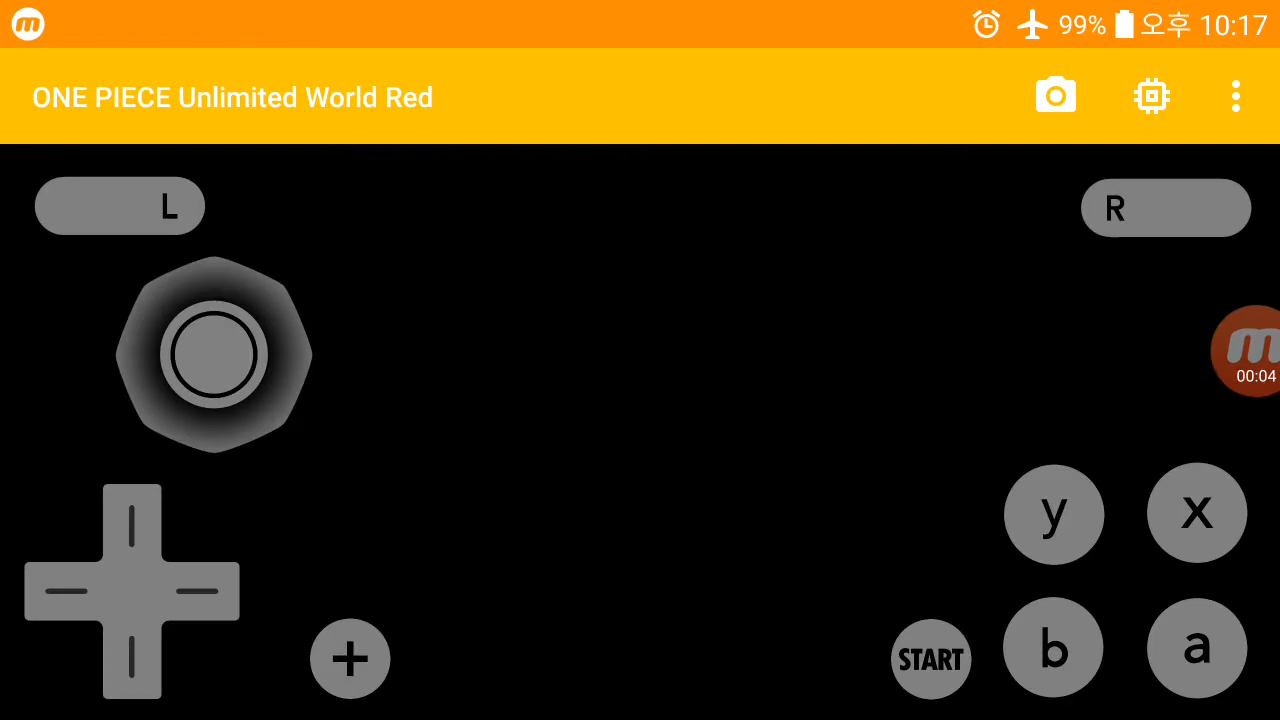 m
99% 오후 10:17
ONE PIECE Unlimited World Red
L
R
m
00:04
y
x
+
START
b
a